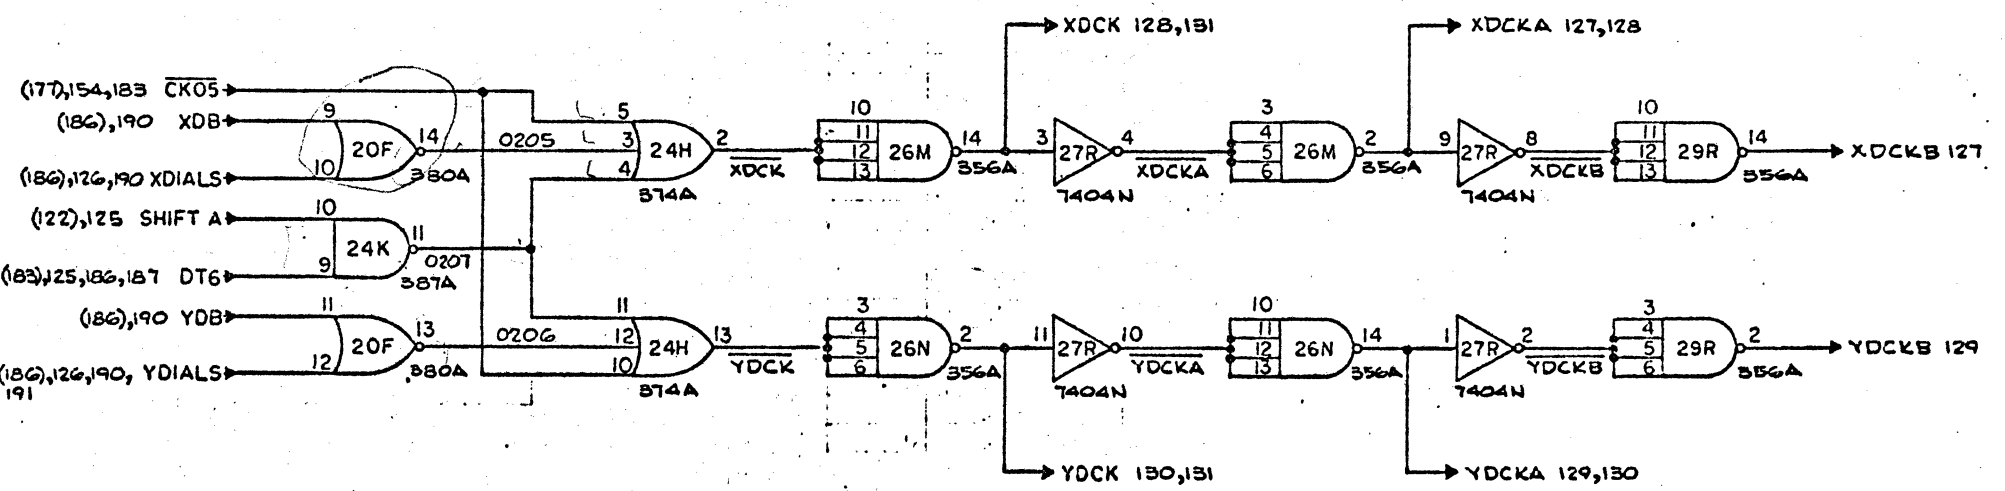 XDCK 128,131
XDCKA 127,128
(177),154,183 CK05
(186),190 XDB
9
10
20F
14
380A
0205
(186),126,190 XDIALS
5
3
4
24H
2
374A
XDCK
10
11
12
13
26M
14
356A
3
27R
4
7404N
XDCKA
3
4
5
6
26M
2
356A
9
27R
8
7404N
XDCKB
10
11
12
13
29R
14
356A
XDCKB 127
(122),125 SHIFT A
10
9
24K
11
0207
387A
(183),125,186,187 DT6
(186),190 YDB
11
12
20F
13
380A
0206
(186),126,190, YDIALS
191
11
12
10
24H
13
374A
YDCK
3
4
5
6
26N
2
356A
11
27R
10
7404N
YDCKA
10
11
12
13
26N
14
356A
1
27R
2
7404N
YDCKB
3
4
5
6
29R
2
356A
YDCKB 129
YDCK 130,131
YDCKA 129,130